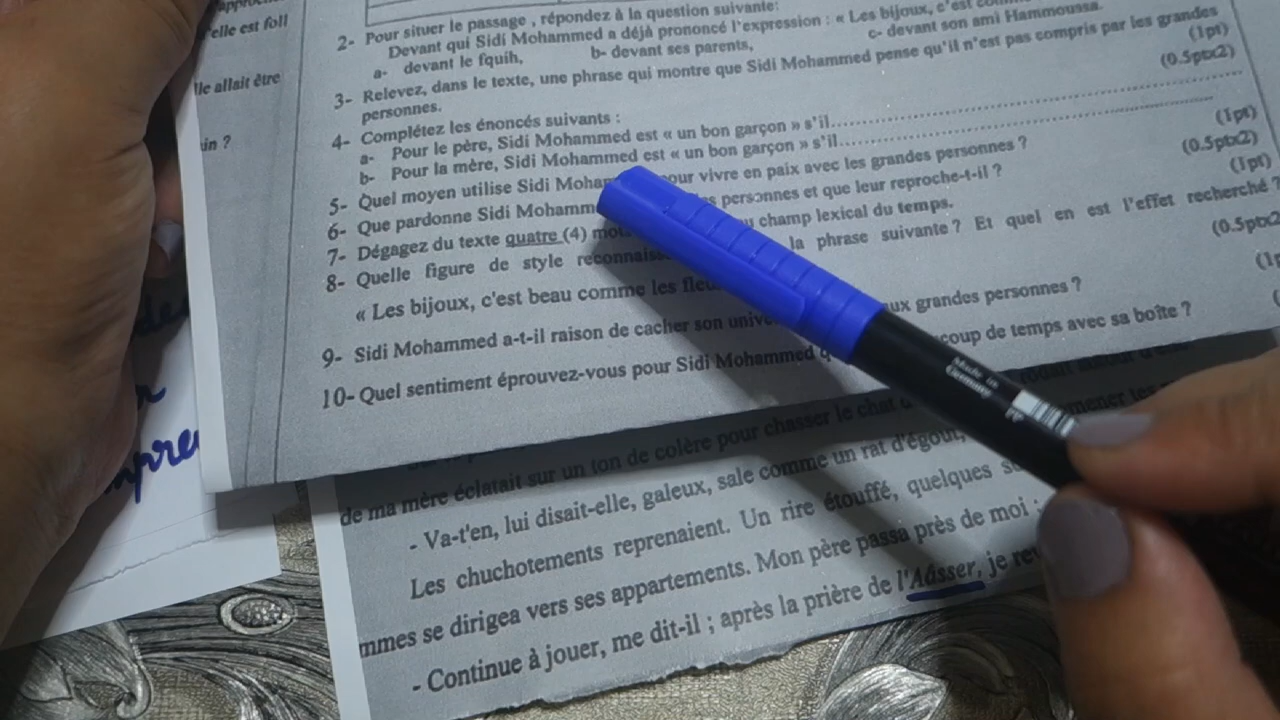 elle est foll
lle allait être
in ?
2- Pour situer le passage , répondez à la question suivante:
Devant qui Sidi Mohammed a déjà prononcé l'expression : « Les bijoux, c'est
a- devant le fquih, b- devant ses parents, c- devant son ami Hammoussa.
3- Relevez, dans le texte, une phrase qui montre que Sidi Mohammed pense qu'il n'est pas compris par les grandes
personnes. (1pt)
4- Complétez les énoncés suivants : (0.5ptx2)
a- Pour le père, Sidi Mohammed est « un bon garçon » s'il
b- Pour la mère, Sidi Mohammed est « un bon garçon » s'il
5- Quel moyen utilise Sidi Moha pour vivre en paix avec les grandes personnes ? (1pt)
6- Que pardonne Sidi Mohamm personnes et que leur reproche-t-il ? (0.5ptx2)
7- Dégagez du texte quatre (4) champ lexical du temps. (1pt)
8- Quelle figure de style la phrase suivante ? Et quel en est l'effet recherché ?
« Les bijoux, c'est beau comme les (0.5ptx2
9- Sidi Mohammed a-t-il raison de cacher son aux grandes personnes ?
10- Quel sentiment éprouvez-vous pour Sidi Mohammed temps avec sa boîte ?
sur un ton de colère pour chasser le chat
de ma mère éclatait
- Va-t'en, lui disait-elle, galeux, sale comme un rat d'égout,
Les chuchotements reprenaient. Un rire étouffé, quelques
mmes se dirigea vers ses appartements. Mon père passa près de moi :
- Continue à jouer, me dit-il ; après la prière de l'Aâsser, je
Made in
Germany